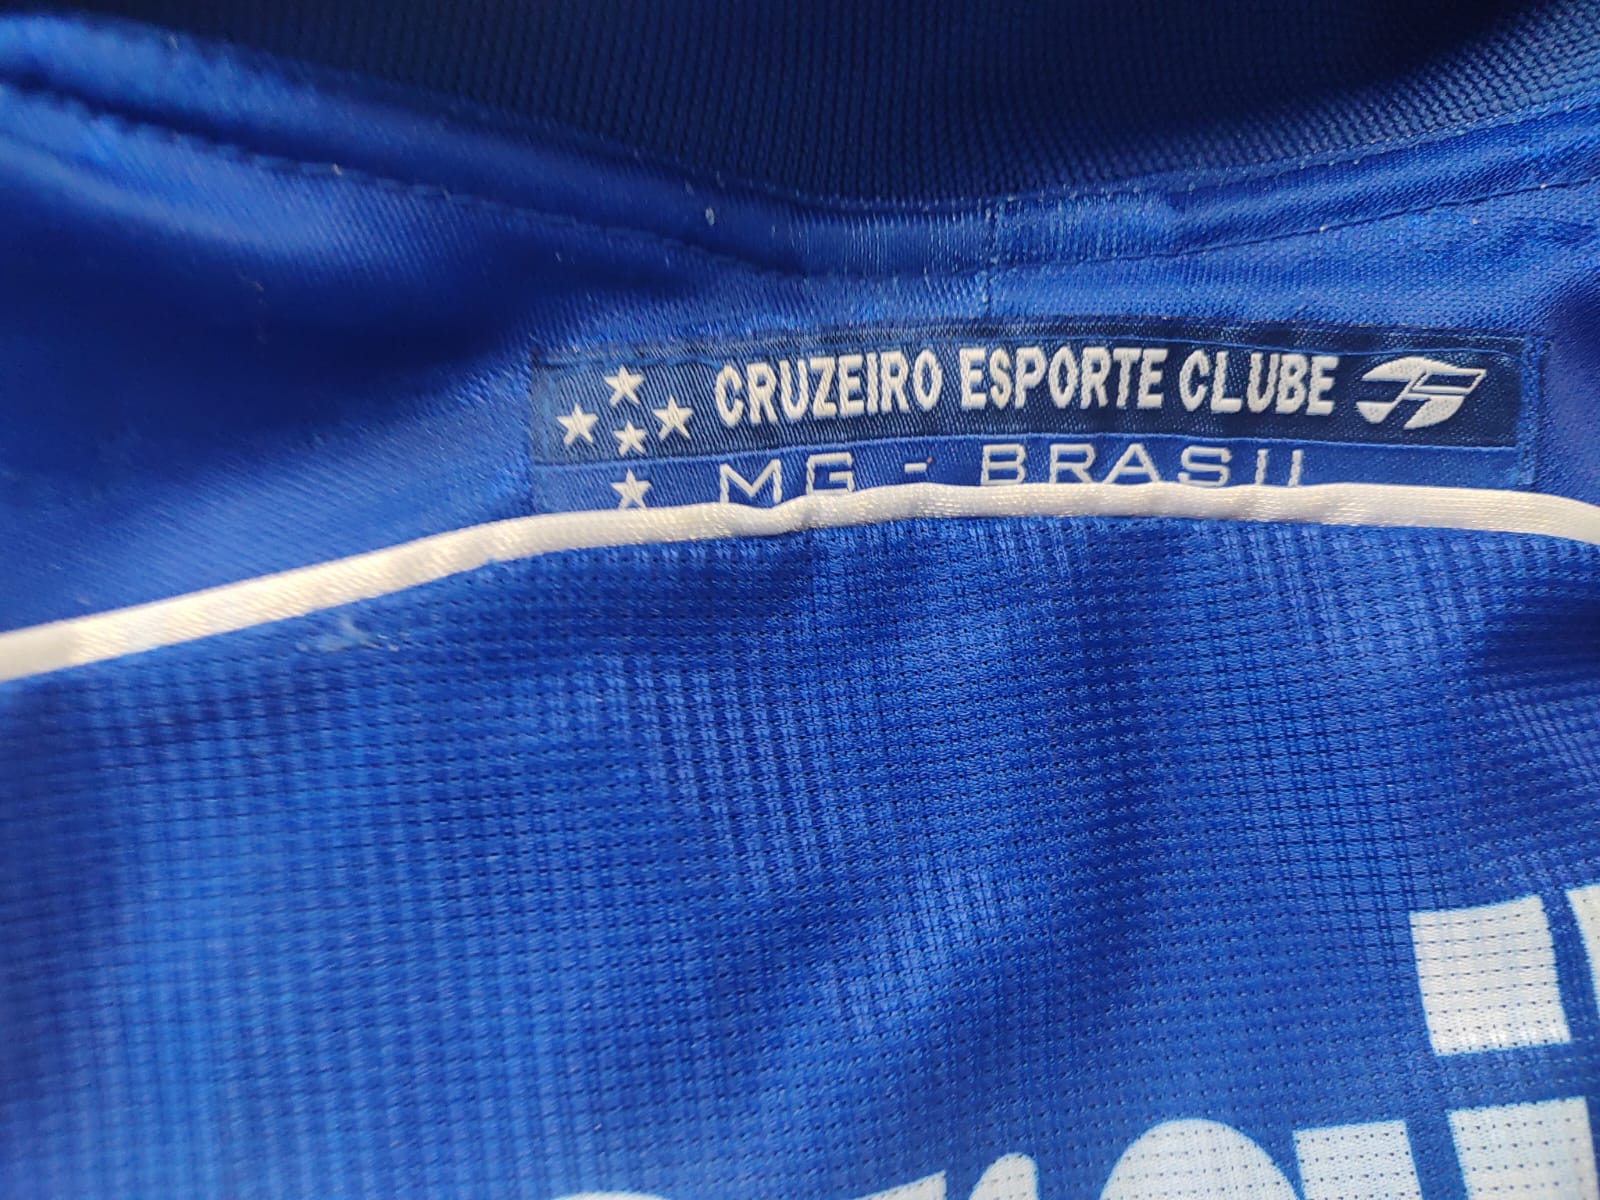 CRUZEIRO ESPORTE CLUBE
MG - BRASIL